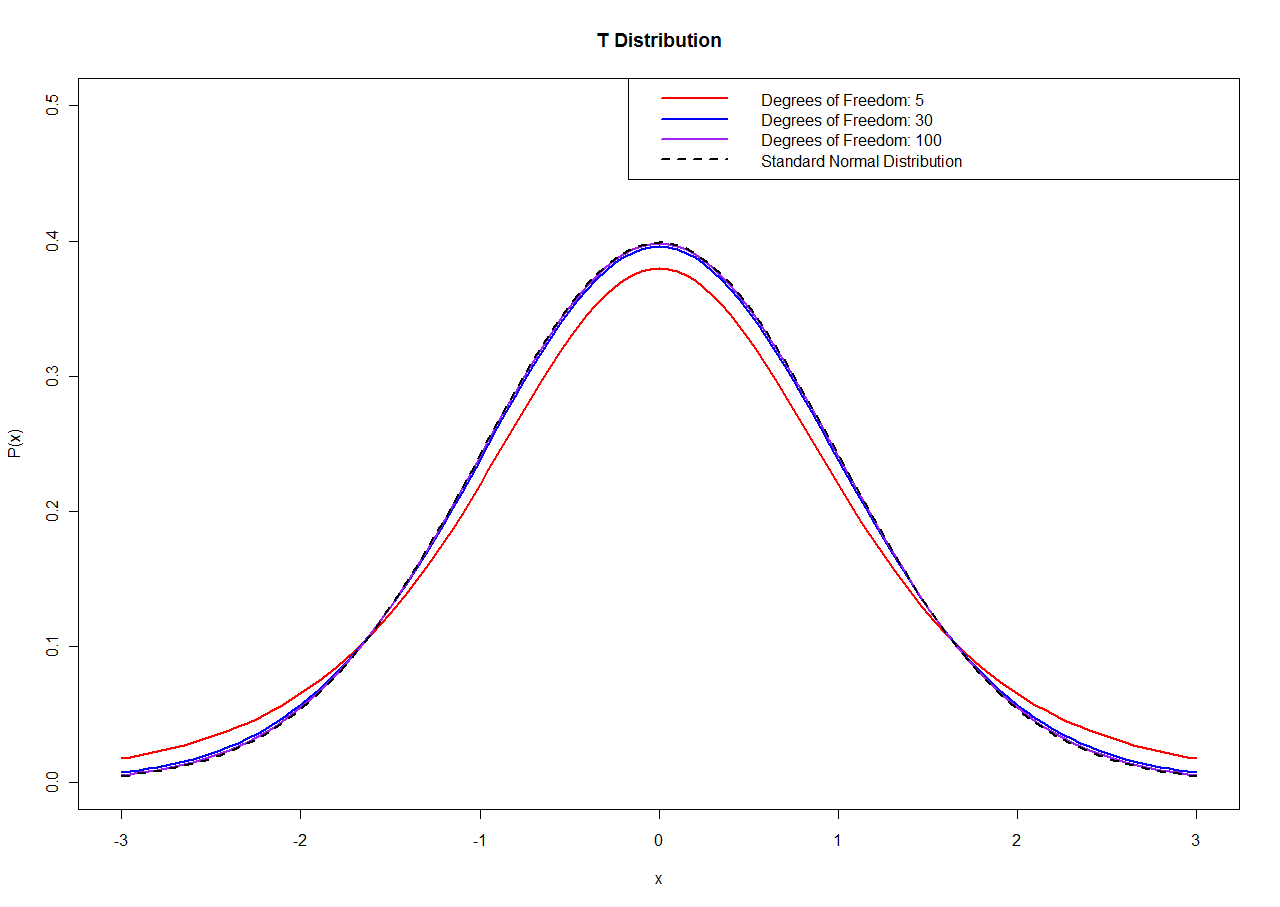 T Distribution
Degrees of Freedom: 5
Degrees of Freedom: 30
Degrees of Freedom: 100
Standard Normal Distribution
P(x)
0.5
0.4
0.3
0.2
0.1
0.0
-3 -2 -1 0 1 2 3
x